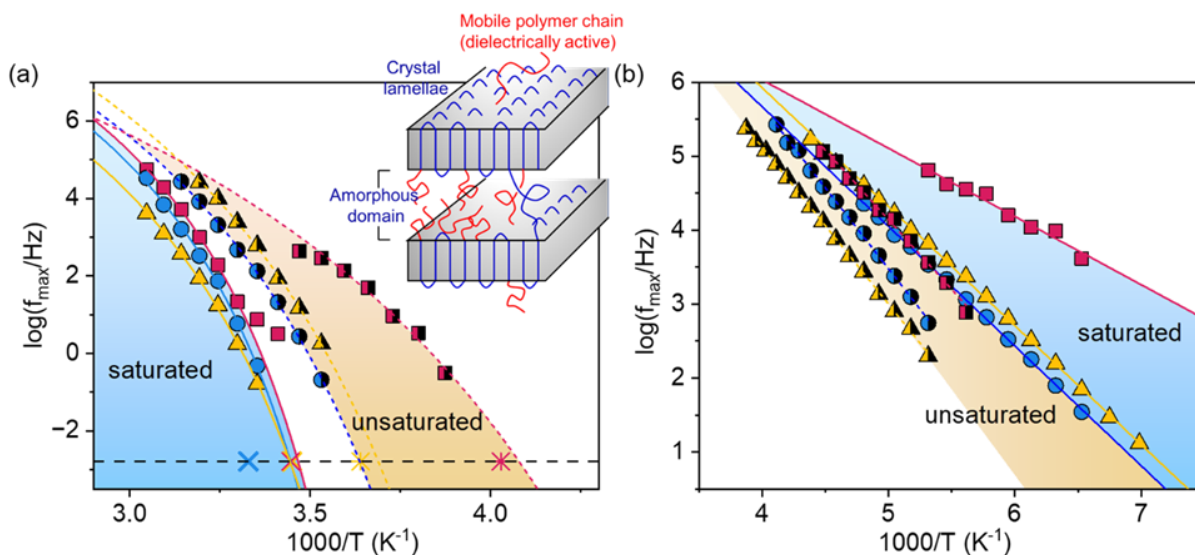 (a)
Mobile polymer chain
(dielectrically active)
Crystal
lamellae
Amorphous
domain
saturated
unsaturated
log(f_max/Hz)
6
4
2
0
−2
3.0
3.5
4.0
1000/T (K⁻¹)
(b)
saturated
unsaturated
log(f_max/Hz)
6
5
4
3
2
1
4
5
6
7
1000/T (K⁻¹)